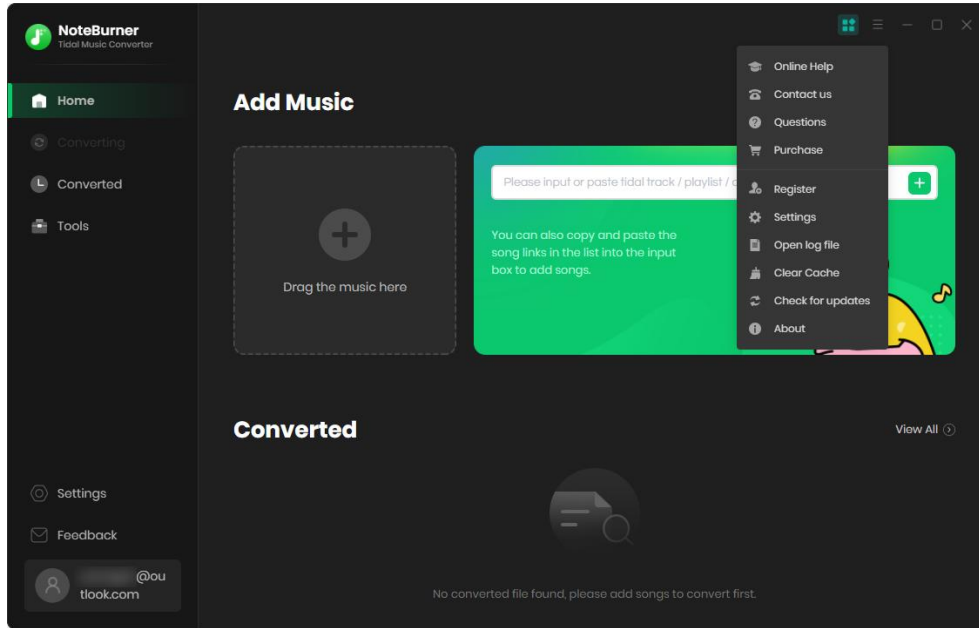 NoteBurner
Tidal Music Converter
Home
Converting
Converted
Tools
Settings
Feedback
@ou
tlook.com
Add Music
Drag the music here
Please input or paste tidal track / playlist /
You can also copy and paste the
song links in the list into the input
box to add songs.
Online Help
Contact us
Questions
Purchase
Register
Settings
Open log file
Clear Cache
Check for updates
About
Converted
View All
No converted file found, please add songs to convert first.